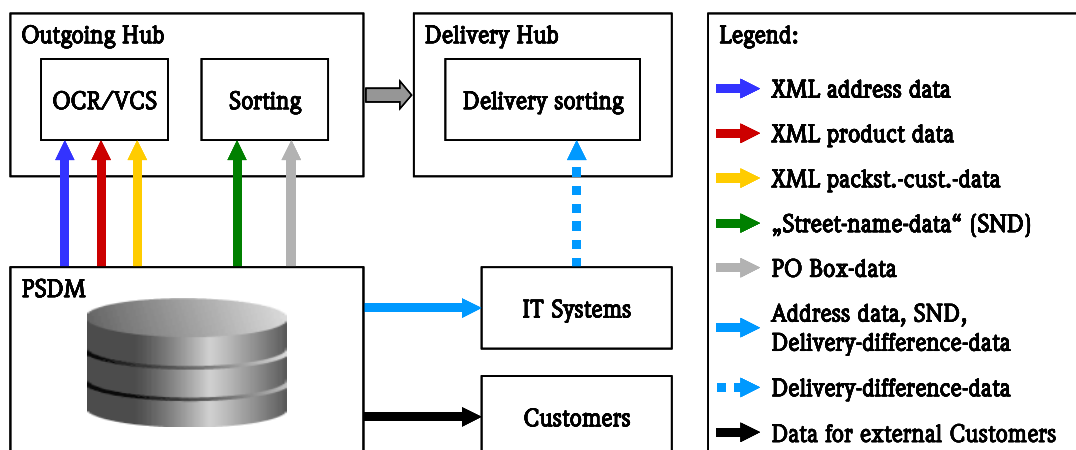 Outgoing Hub
OCR/VCS
Sorting
Delivery Hub
Delivery sorting
PSDM
IT Systems
Customers
Legend:
XML address data
XML product data
XML packst.-cust.-data
„Street-name-data“ (SND)
PO Box-data
Address data, SND,
Delivery-difference-data
Delivery-difference-data
Data for external Customers